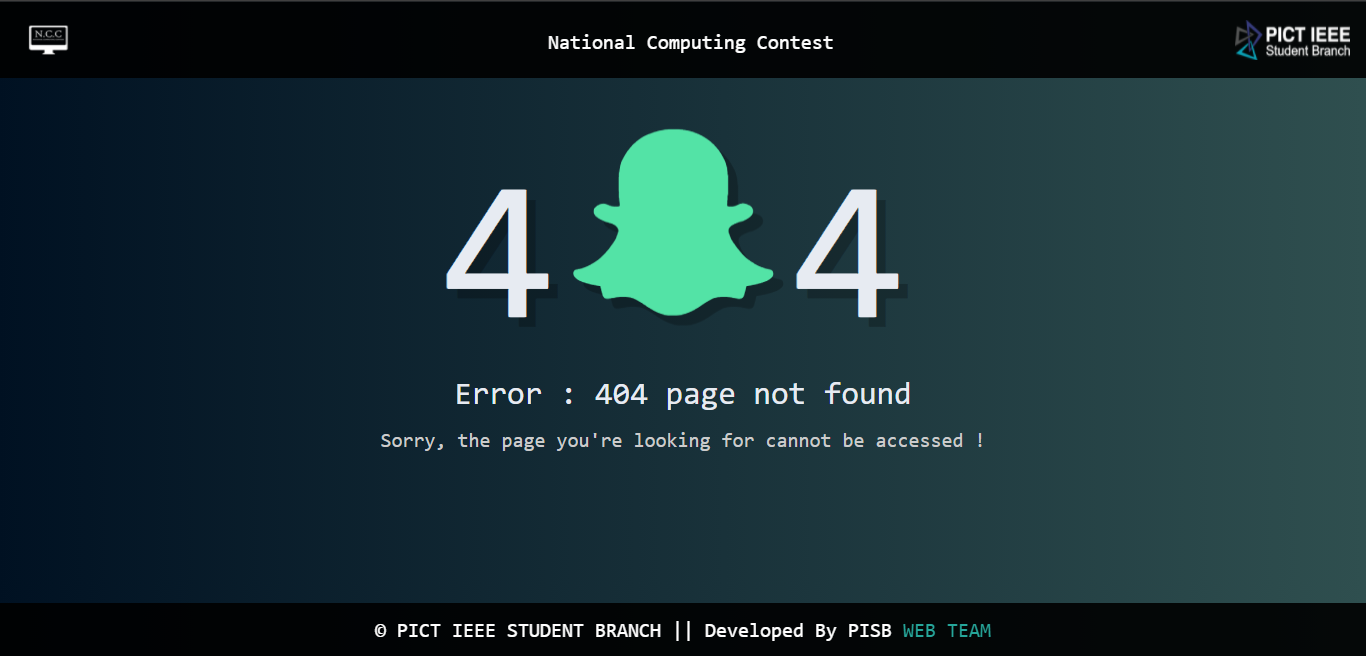 N.C.C
National Computing Contest
PICT IEEE
Student Branch
4 4
Error : 404 page not found
Sorry, the page you're looking for cannot be accessed !
© PICT IEEE STUDENT BRANCH || Developed By PISB WEB TEAM